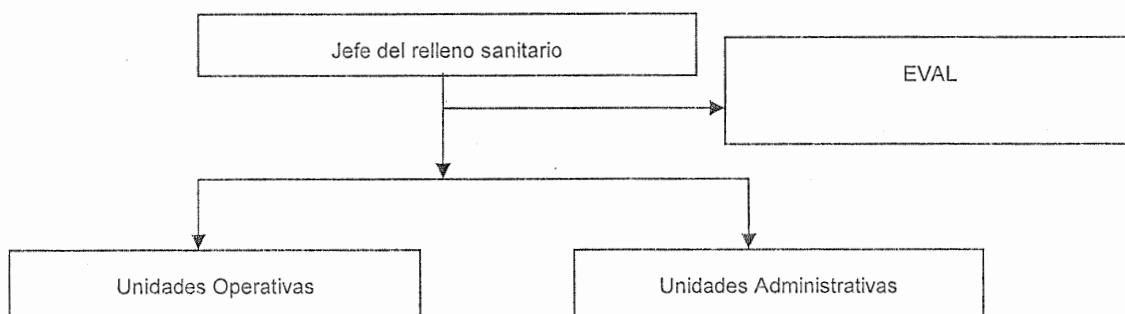 Jefe del relleno sanitario
EVAL
Unidades Operativas
Unidades Administrativas